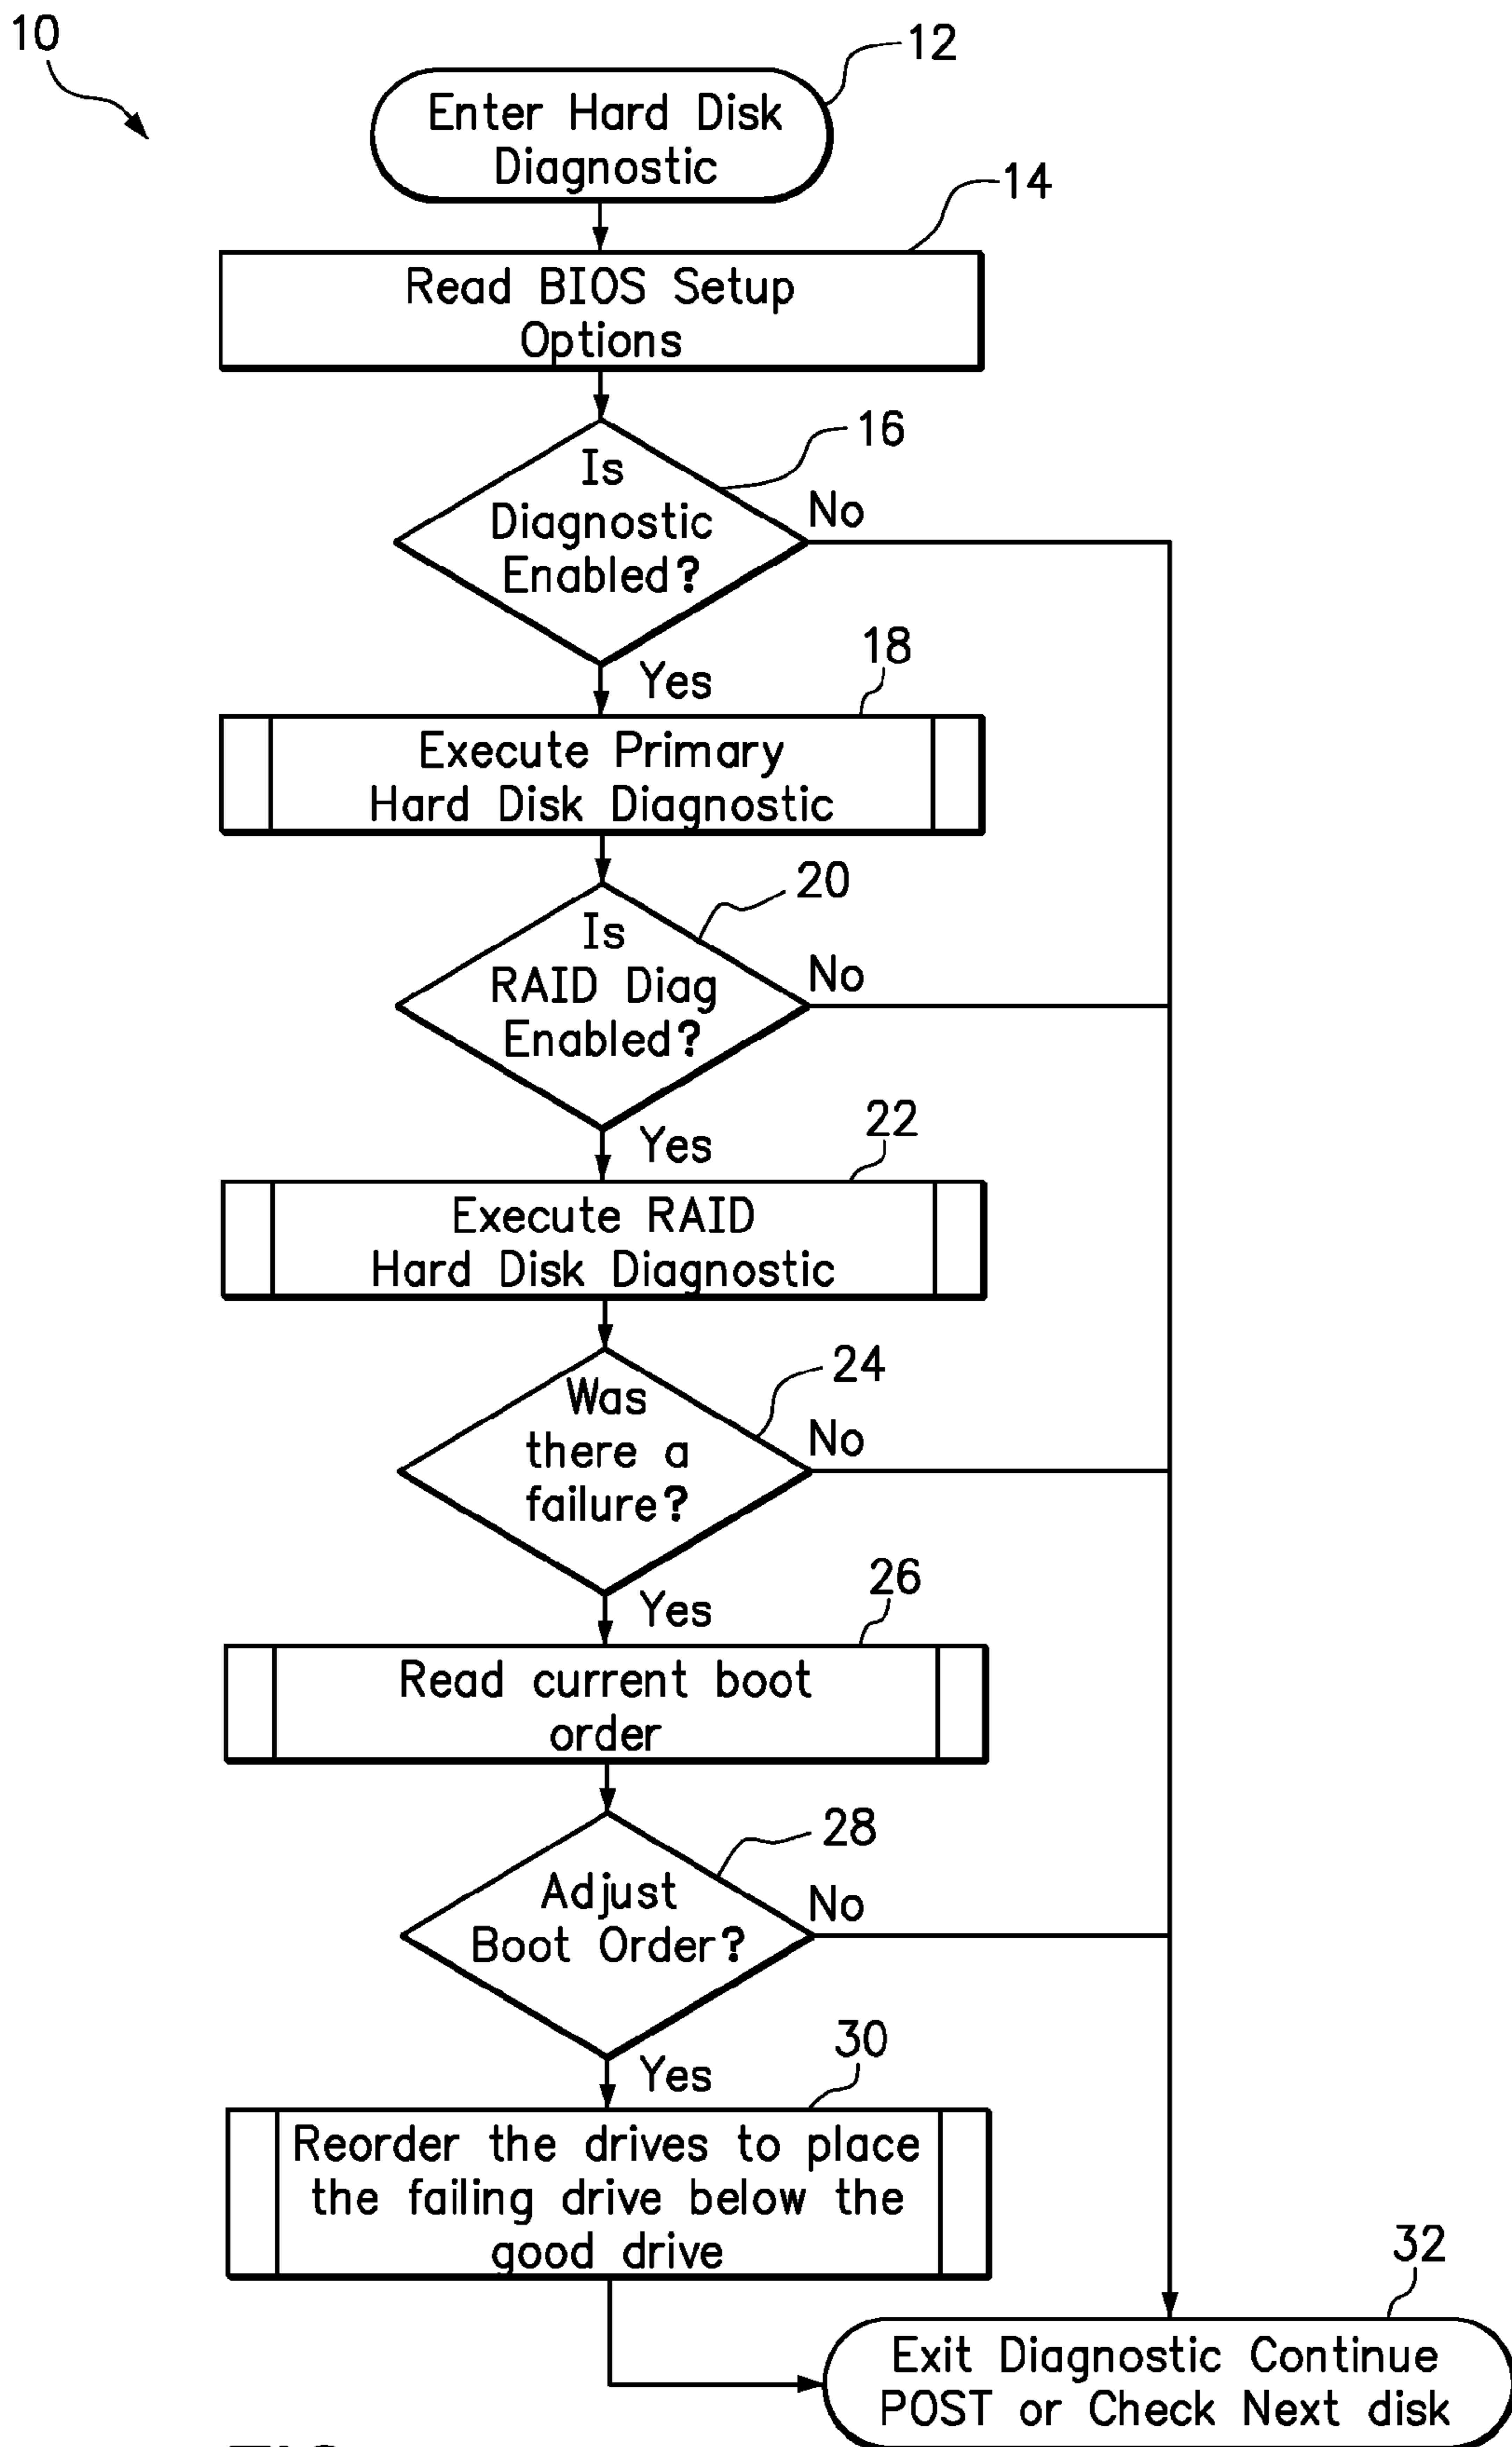 10
12
Enter Hard Disk
Diagnostic
14
Read BIOS Setup
Options
16
Is
Diagnostic
Enabled?
No
Yes
18
Execute Primary
Hard Disk Diagnostic
20
Is
RAID Diag
Enabled?
No
Yes
22
Execute RAID
Hard Disk Diagnostic
24
Was
there a
failure?
No
Yes
26
Read current boot
order
28
Adjust
Boot Order?
No
Yes
30
Reorder the drives to place
the failing drive below the
good drive
32
Exit Diagnostic Continue
POST or Check Next disk